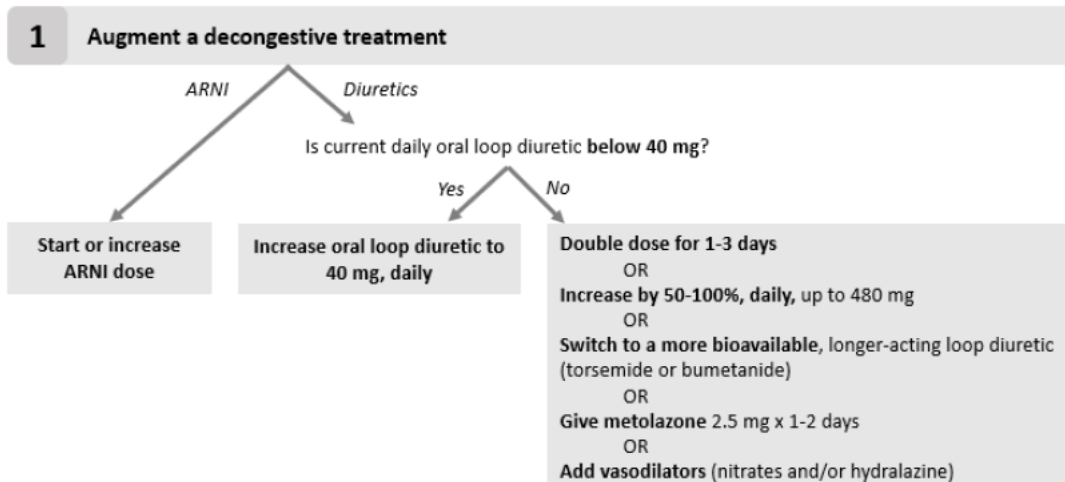 1 Augment a decongestive treatment
ARNI
Diuretics
Is current daily oral loop diuretic below 40 mg?
Yes
No
Start or increase
ARNI dose
Increase oral loop diuretic to
40 mg, daily
Double dose for 1-3 days
OR
Increase by 50-100%, daily, up to 480 mg
OR
Switch to a more bioavailable, longer-acting loop diuretic
(torsemide or bumetanide)
OR
Give metolazone 2.5 mg x 1-2 days
OR
Add vasodilators (nitrates and/or hydralazine)